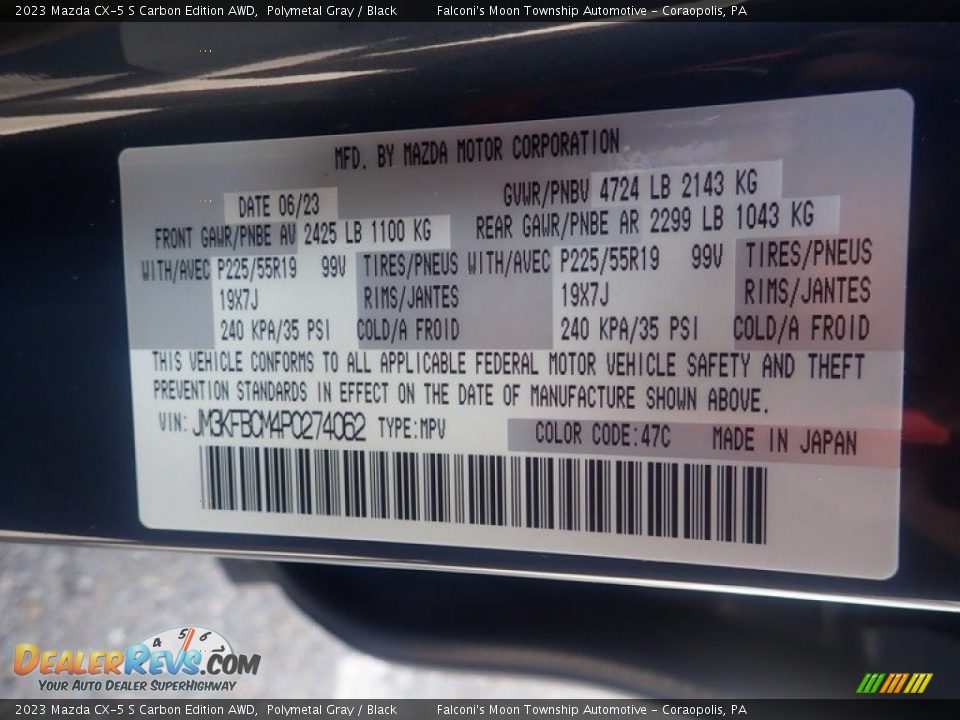 2023 Mazda CX-5 S Carbon Edition AWD, Polymetal Gray / Black Falconi's Moon Township Automotive - Coraopolis, PA
MFD. BY MAZDA MOTOR CORPORATION
DATE 06/23 GVWR/PNBV 4724 LB 2143 KG
FRONT GAWR/PNBE AV 2425 LB 1100 KG REAR GAWR/PNBE AR 2299 LB 1043 KG
WITH/AVEC P225/55R19 99V TIRES/PNEUS WITH/AVEC P225/55R19 99V TIRES/PNEUS
19X7J RIMS/JANTES 19X7J RIMS/JANTES
240 KPA/35 PSI COLD/A FROID 240 KPA/35 PSI COLD/A FROID
THIS VEHICLE CONFORMS TO ALL APPLICABLE FEDERAL MOTOR VEHICLE SAFETY AND THEFT
PREVENTION STANDARDS IN EFFECT ON THE DATE OF MANUFACTURE SHOWN ABOVE.
VIN: JM3KFBCM4P0274062 TYPE:MPV COLOR CODE:47C MADE IN JAPAN
4 5 6
DealerRevs.com
Your Auto Dealer SuperHighway
2023 Mazda CX-5 S Carbon Edition AWD, Polymetal Gray / Black Falconi's Moon Township Automotive - Coraopolis, PA